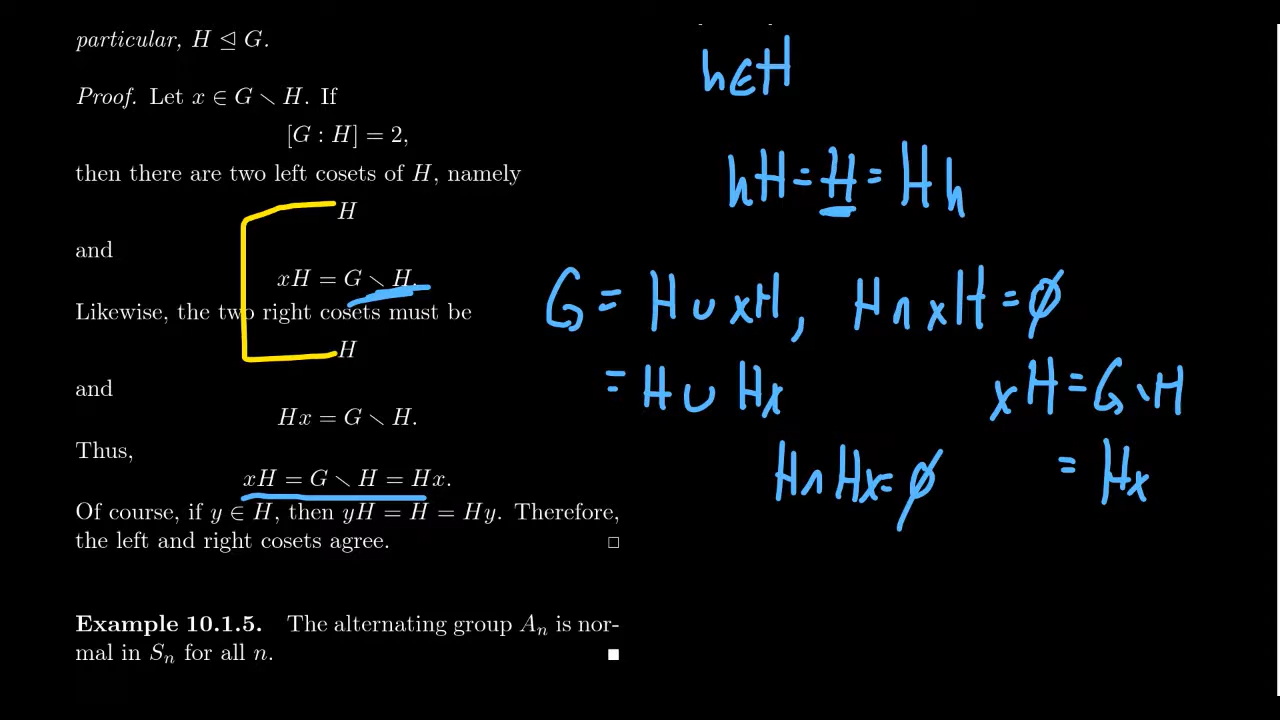 particular, H ⊴ G.
Proof. Let x ∈ G ∖ H. If
[G : H] = 2,
then there are two left cosets of H, namely
H
and
xH = G ∖ H.
Likewise, the two right cosets must be
H
and
Hx = G ∖ H.
Thus,
xH = G ∖ H = Hx.
Of course, if y ∈ H, then yH = H = Hy. Therefore,
the left and right cosets agree. □
Example 10.1.5. The alternating group Aₙ is nor-
mal in Sₙ for all n. ■
h∈H
hH = H = Hh
G = H ∪ xH, H ∩ xH = ∅
= H ∪ Hx
xH = G ∖ H
H ∩ Hx = ∅
= Hx